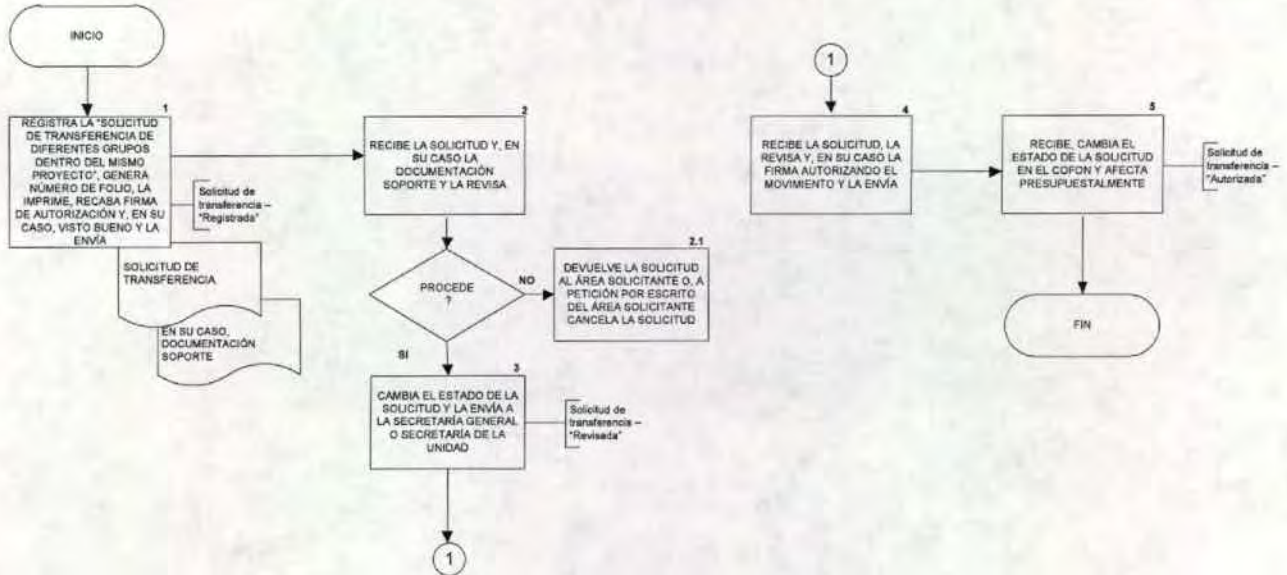 INICIO
1
REGISTRA LA "SOLICITUD
DE TRANSFERENCIA DE
DIFERENTES GRUPOS
DENTRO DEL MISMO
PROYECTO", GENERA
NÚMERO DE FOLIO, LA
IMPRIME, RECABA FIRMA
DE AUTORIZACIÓN Y, EN SU
CASO, VISTO BUENO Y LA
ENVÍA
Solicitud de
transferencia –
"Registrada"
SOLICITUD DE
TRANSFERENCIA
EN SU CASO,
DOCUMENTACIÓN
SOPORTE
2
RECIBE LA SOLICITUD Y, EN
SU CASO LA
DOCUMENTACIÓN
SOPORTE Y LA REVISA
PROCEDE
?
NO
2.1
DEVUELVE LA SOLICITUD
AL ÁREA SOLICITANTE O, A
PETICIÓN POR ESCRITO
DEL ÁREA SOLICITANTE
CANCELA LA SOLICITUD
SI
3
CAMBIA EL ESTADO DE LA
SOLICITUD Y LA ENVÍA A
LA SECRETARÍA GENERAL
O SECRETARÍA DE LA
UNIDAD
Solicitud de
transferencia –
"Revisada"
1
1
4
RECIBE LA SOLICITUD, LA
REVISA Y, EN SU CASO LA
FIRMA AUTORIZANDO EL
MOVIMIENTO Y LA ENVÍA
5
RECIBE, CAMBIA EL
ESTADO DE LA SOLICITUD
EN EL COFON Y AFECTA
PRESUPUESTALMENTE
Solicitud de
transferencia –
"Autorizada"
FIN